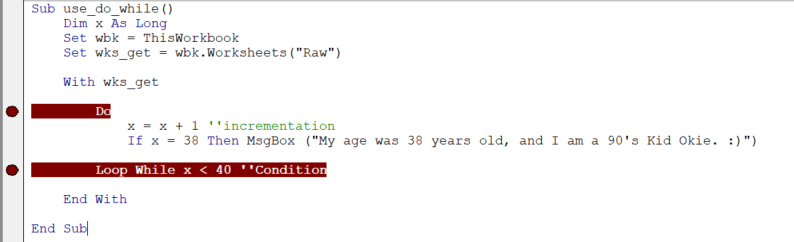 Sub use_do_while()
Dim x As Long
Set wbk = ThisWorkbook
Set wks_get = wbk.Worksheets("Raw")
With wks_get
Do
x = x + 1 ''incrementation
If x = 38 Then MsgBox ("My age was 38 years old, and I am a 90's Kid Okie. :)")
Loop While x < 40 ''Condition
End With
End Sub